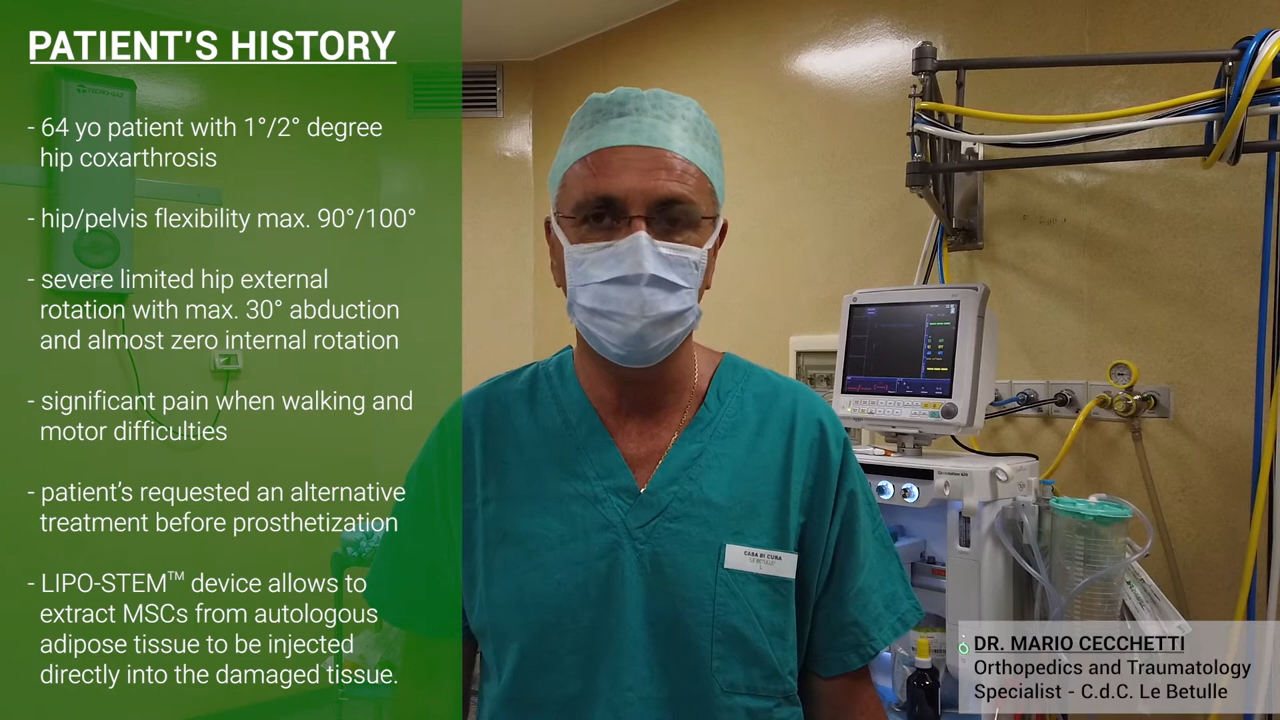 PATIENT'S HISTORY
- 64 yo patient with 1°/2° degree
hip coxarthrosis
- hip/pelvis flexibility max. 90°/100°
- severe limited hip external
rotation with max. 30° abduction
and almost zero internal rotation
- significant pain when walking and
motor difficulties
- patient's requested an alternative
treatment before prosthetization
- LIPO-STEM™ device allows to
extract MSCs from autologous
adipose tissue to be injected
directly into the damaged tissue.
TECNO-GAZ
CASA DI CURA
"LE BETULLE"
L
DR. MARIO CECCHETTI
Orthopedics and Traumatology
Specialist - C.d.C. Le Betulle